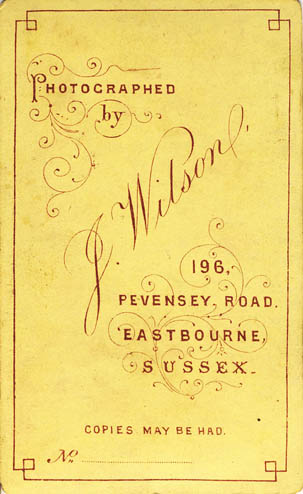 PHOTOGRAPHED
by
J. Wilson,
196,
PEVENSEY. ROAD.
EASTBOURNE,
SUSSEX.
COPIES MAY BE HAD.
No